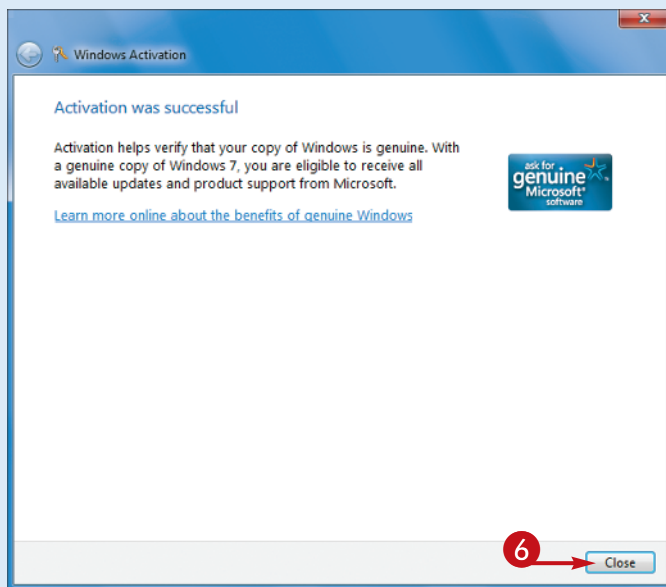 x
Windows Activation
Activation was successful
Activation helps verify that your copy of Windows is genuine. With
a genuine copy of Windows 7, you are eligible to receive all
available updates and product support from Microsoft.
Learn more online about the benefits of genuine Windows
ask for
genuine
Microsoft®
software
6
Close